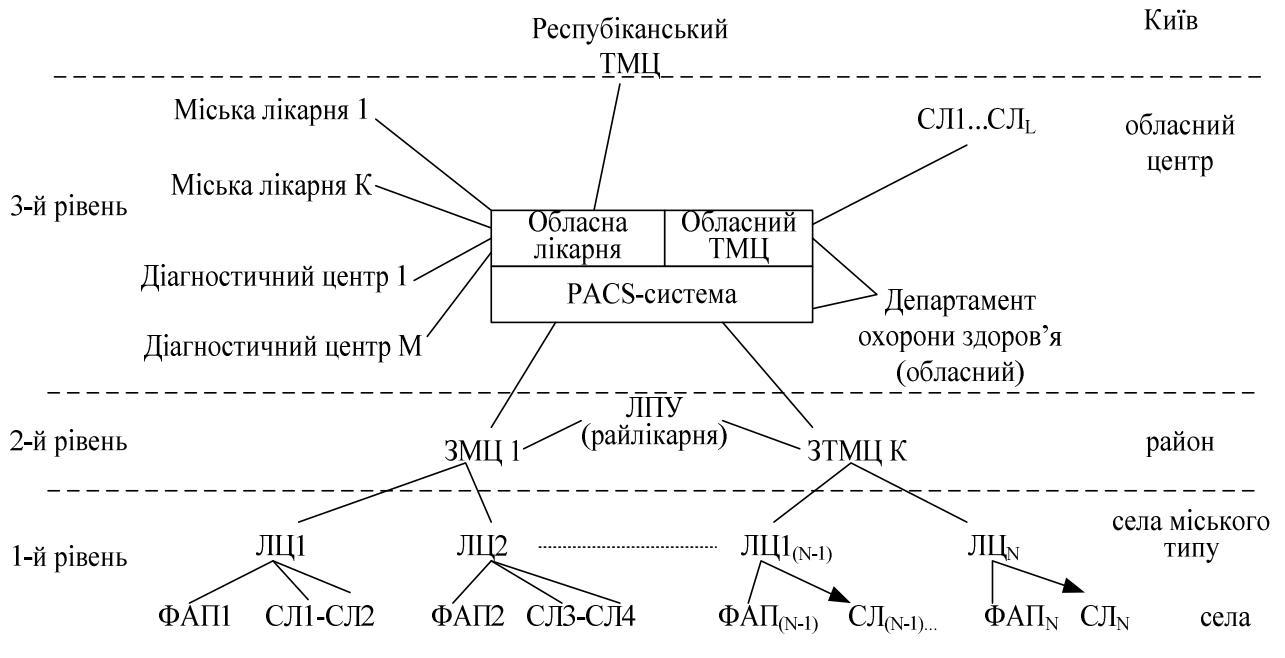 Респубіканський
ТМЦ
Київ
Міська лікарня 1
СЛ1...СЛL
обласний
центр
Міська лікарня К
3-й рівень
Обласна
лікарня
Обласний
ТМЦ
Діагностичний центр 1
PACS-система
Департамент
охорони здоров’я
(обласний)
Діагностичний центр М
ЛПУ
(райлікарня)
2-й рівень
ЗМЦ 1
ЗТМЦ К
район
1-й рівень
ЛЦ1
ЛЦ2
ЛЦ1(N-1)
ЛЦN
села міського
типу
ФАП1
СЛ1-СЛ2
ФАП2
СЛ3-СЛ4
ФАП(N-1)
СЛ(N-1)...
ФАПN
СЛN
села